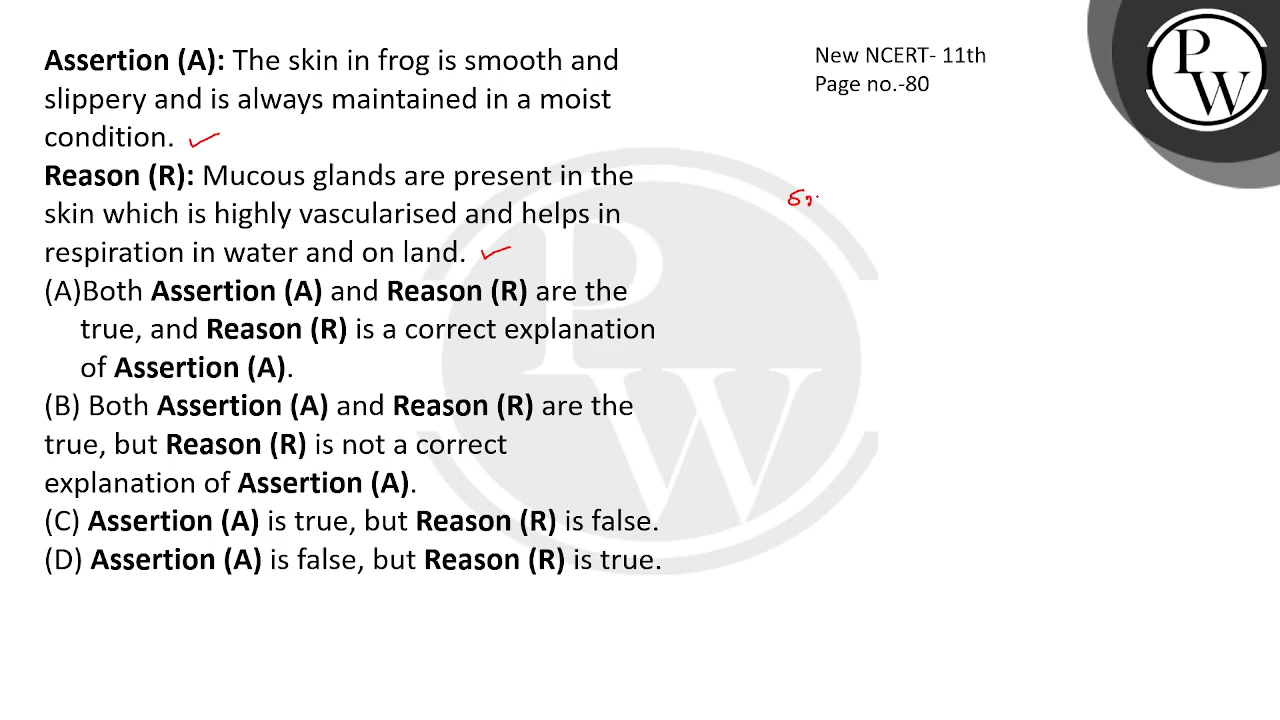 Assertion (A): The skin in frog is smooth and
slippery and is always maintained in a moist
condition.
Reason (R): Mucous glands are present in the
skin which is highly vascularised and helps in
respiration in water and on land.
(A)Both Assertion (A) and Reason (R) are the
true, and Reason (R) is a correct explanation
of Assertion (A).
(B) Both Assertion (A) and Reason (R) are the
true, but Reason (R) is not a correct
explanation of Assertion (A).
(C) Assertion (A) is true, but Reason (R) is false.
(D) Assertion (A) is false, but Reason (R) is true.
New NCERT- 11th
Page no.-80
P
W
P
W